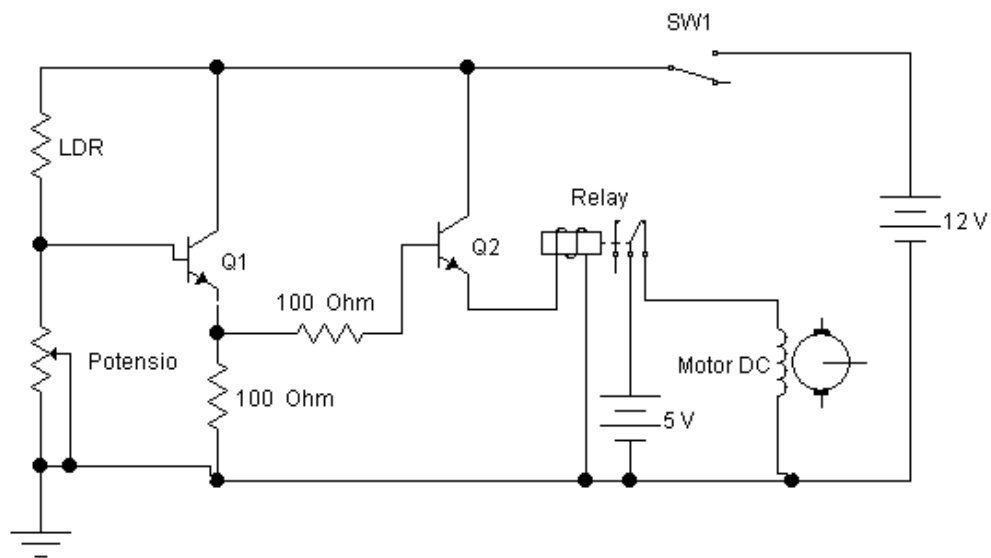 SW1
LDR
Relay
12 V
Q1
Q2
100 Ohm
Potensio
Motor DC
100 Ohm
5 V